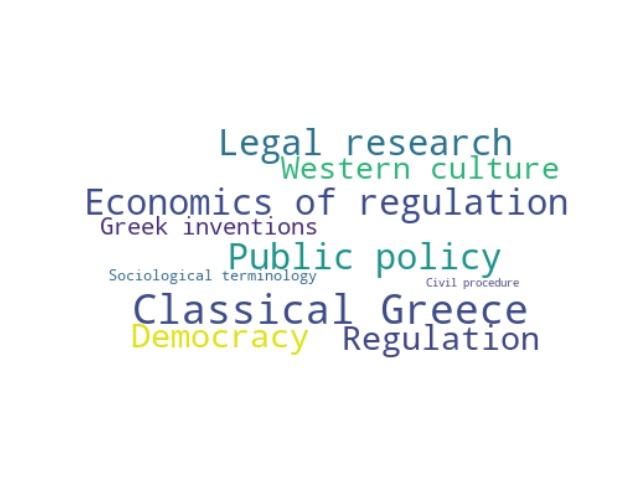 Legal research
Western culture
Economics of regulation
Greek inventions
Public policy
Sociological terminology
Civil procedure
Classical Greece
Democracy
Regulation